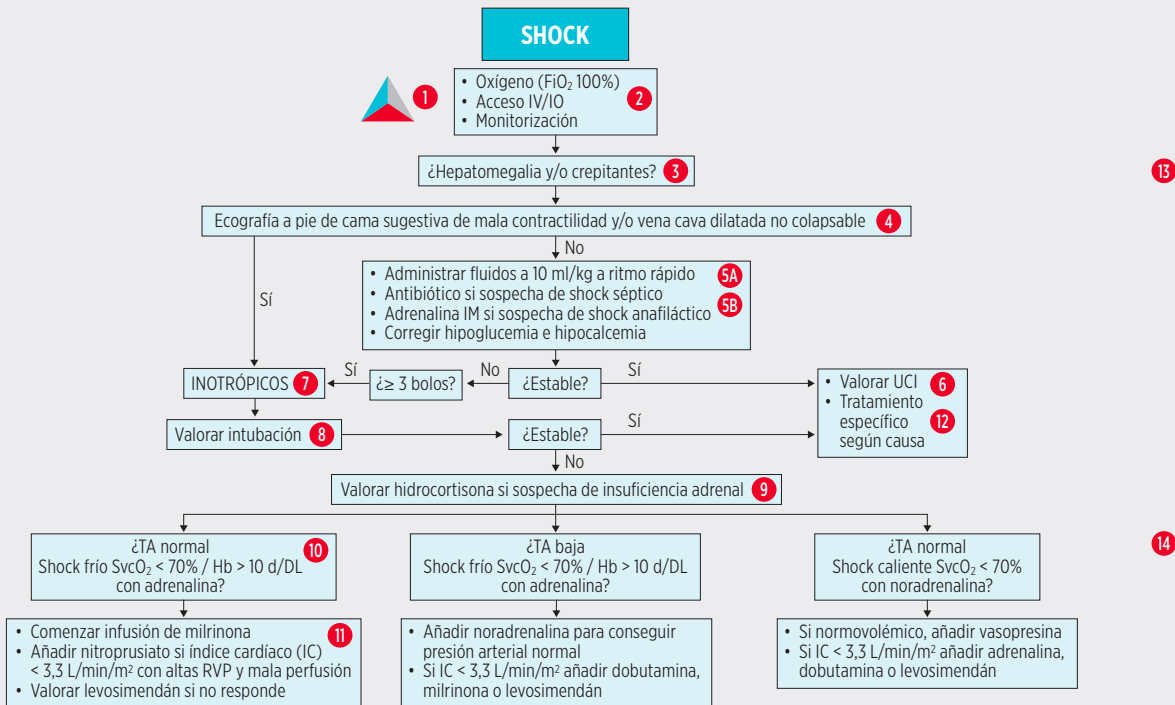 SHOCK
1
• Oxígeno (FiO₂ 100%)
• Acceso IV/IO
• Monitorización
2
¿Hepatomegalia y/o crepitantes? 3
13
Ecografía a pie de cama sugestiva de mala contractilidad y/o vena cava dilatada no colapsable 4
No
Sí
• Administrar fluidos a 10 ml/kg a ritmo rápido 5A
• Antibiótico si sospecha de shock séptico
• Adrenalina IM si sospecha de shock anafiláctico 5B
• Corregir hipoglucemia e hipocalcemia
INOTRÓPICOS 7
Sí
¿≥ 3 bolos?
No
¿Estable?
Sí
• Valorar UCI 6
• Tratamiento
específico 12
según causa
Valorar intubación 8
¿Estable?
Sí
No
Valorar hidrocortisona si sospecha de insuficiencia adrenal 9
¿TA normal 10
Shock frío SvcO₂ < 70% / Hb > 10 d/DL
con adrenalina?
¿TA baja
Shock frío SvcO₂ < 70% / Hb > 10 d/DL
con adrenalina?
¿TA normal
Shock caliente SvcO₂ < 70%
con noradrenalina?
14
• Comenzar infusión de milrinona 11
• Añadir nitroprusiato si índice cardíaco (IC)
< 3,3 L/min/m² con altas RVP y mala perfusión
• Valorar levosimendán si no responde
• Añadir noradrenalina para conseguir
presión arterial normal
• Si IC < 3,3 L/min/m² añadir dobutamina,
milrinona o levosimendán
• Si normovolémico, añadir vasopresina
• Si IC < 3,3 L/min/m² añadir adrenalina,
dobutamina o levosimendán